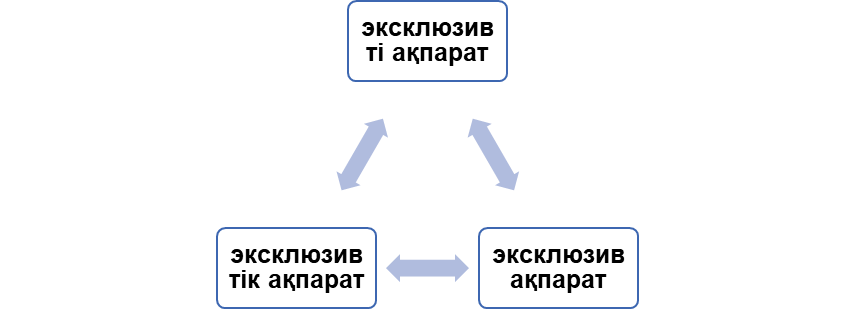 эксклюзив
ті ақпарат
эксклюзив
тік ақпарат
эксклюзив
ақпарат